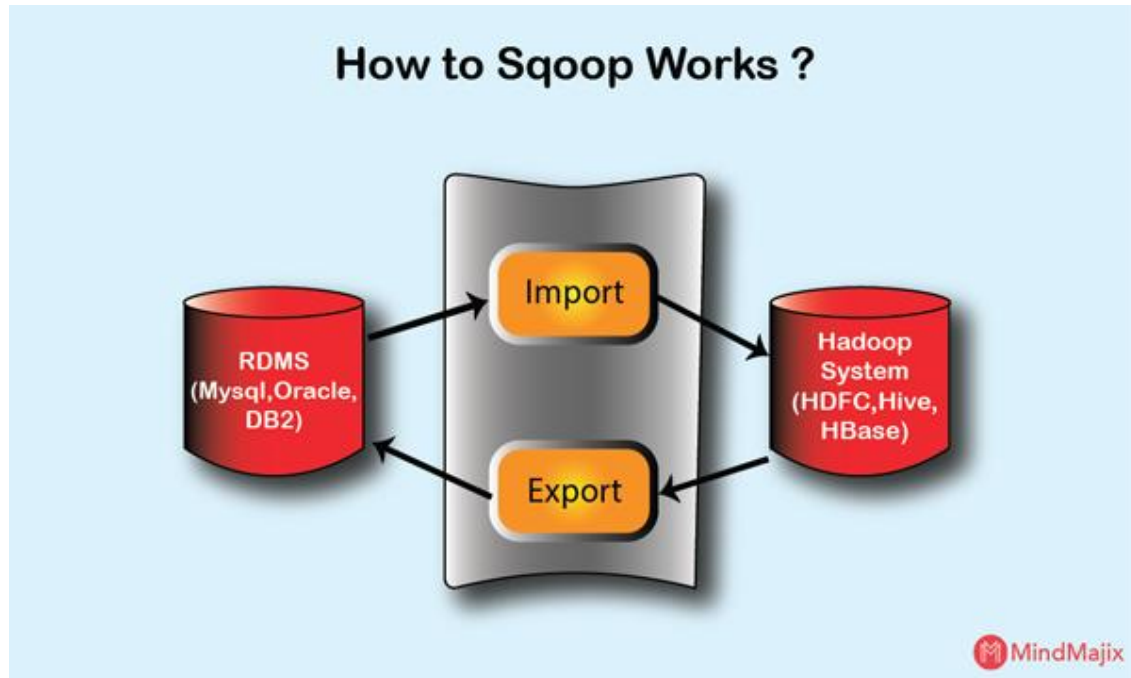 How to Sqoop Works ?
Import
RDMS
(Mysql,Oracle,
DB2)
Hadoop
System
(HDFC,Hive,
HBase)
Export
MindMajix